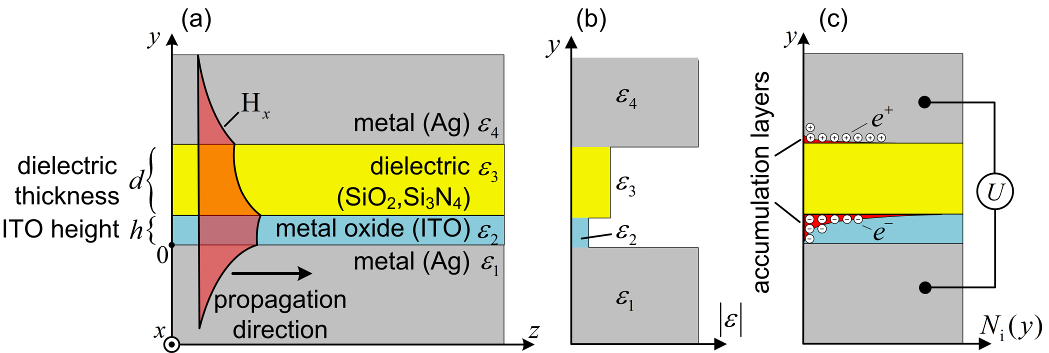 (a)
y
H_x
metal (Ag) ε_4
dielectric
thickness
d
dielectric ε_3
(SiO_2,Si_3N_4)
ITO height
h
metal oxide (ITO) ε_2
0
metal (Ag) ε_1
propagation
direction
x
z
(b)
y
ε_4
ε_3
ε_2
ε_1
|ε|
(c)
y
accumulation layers
e^+
e^-
U
N_i(y)